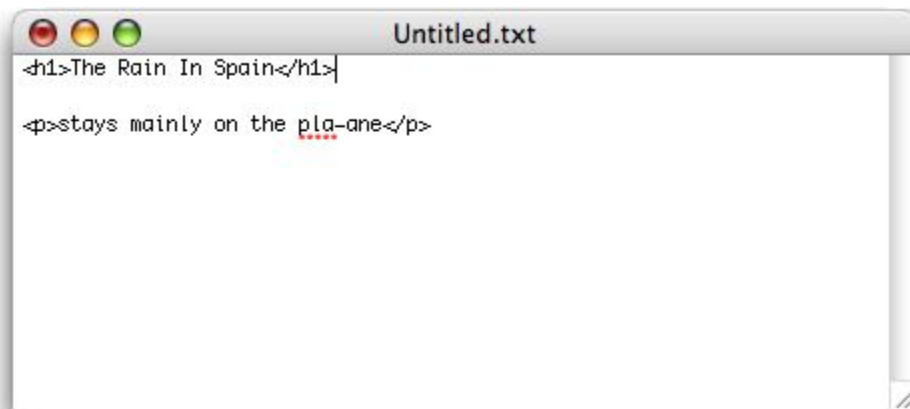 Untitled.txt
<h1>The Rain In Spain</h1>
<p>stays mainly on the pla-ane</p>